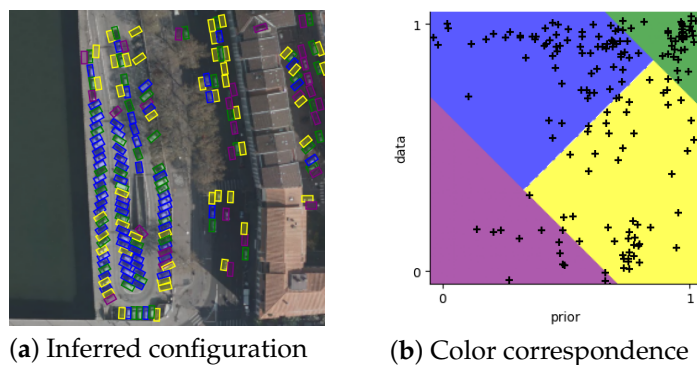 1
data
0
0
1
prior
(a) Inferred configuration
(b) Color correspondence